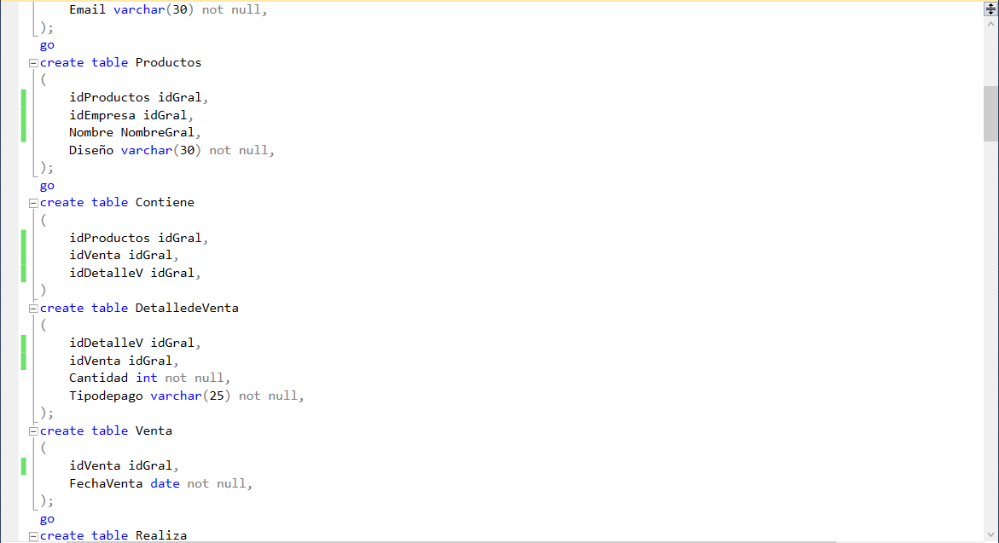 Email varchar(30) not null,
);
go
create table Productos
(
idProductos idGral,
idEmpresa idGral,
Nombre NombreGral,
Diseño varchar(30) not null,
);
go
create table Contiene
(
idProductos idGral,
idVenta idGral,
idDetalleV idGral,
)
create table DetalledeVenta
(
idDetalleV idGral,
idVenta idGral,
Cantidad int not null,
Tipodepago varchar(25) not null,
);
create table Venta
(
idVenta idGral,
FechaVenta date not null,
);
go
create table Realiza